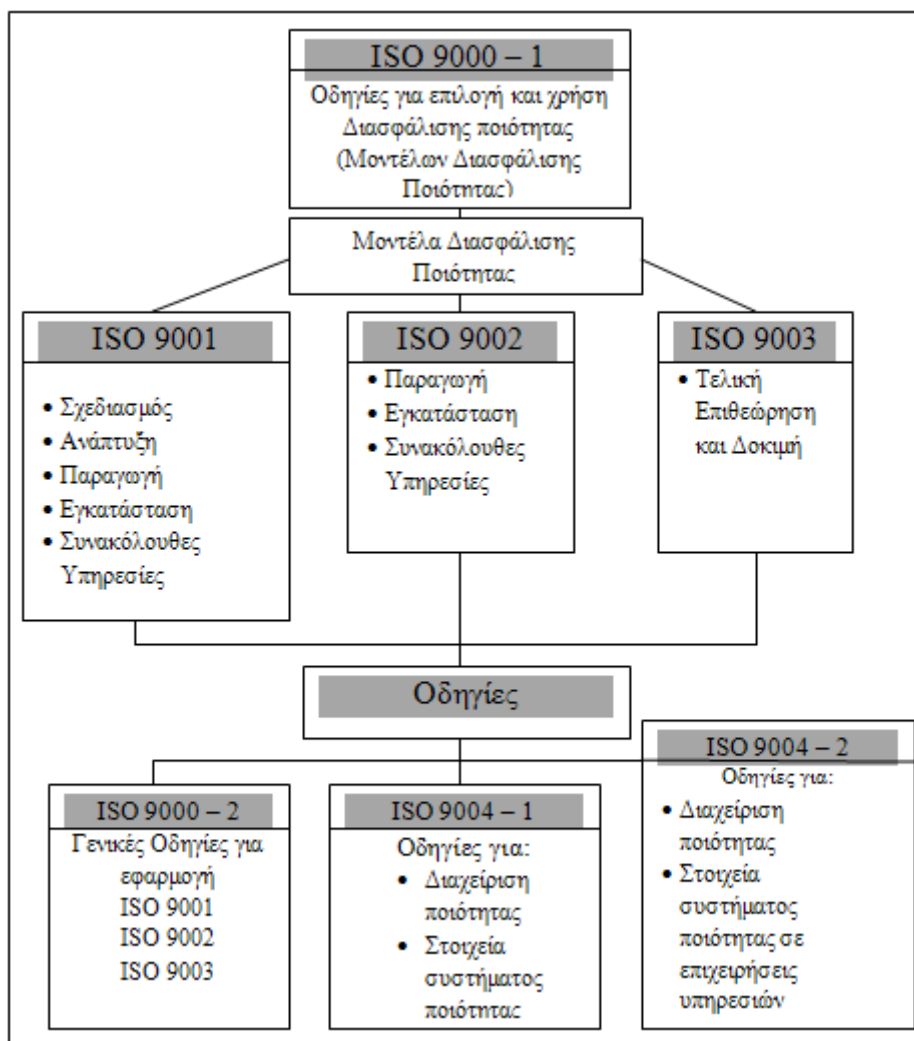 ISO 9000 – 1
Οδηγίες για επιλογή και χρήση
Διασφάλισης ποιότητας
(Μοντέλων Διασφάλισης
Ποιότητας)
Μοντέλα Διασφάλισης
Ποιότητας
ISO 9001
• Σχεδιασμός
• Ανάπτυξη
• Παραγωγή
• Εγκατάσταση
• Συνακόλουθες
Υπηρεσίες
ISO 9002
• Παραγωγή
• Εγκατάσταση
• Συνακόλουθες
Υπηρεσίες
ISO 9003
• Τελική
Επιθεώρηση
και Δοκιμή
Οδηγίες
ISO 9000 – 2
Γενικές Οδηγίες για
εφαρμογή
ISO 9001
ISO 9002
ISO 9003
ISO 9004 – 1
Οδηγίες για:
• Διαχείριση
ποιότητας
• Στοιχεία
συστήματος
ποιότητας
ISO 9004 – 2
Οδηγίες για:
• Διαχείριση
ποιότητας
• Στοιχεία
συστήματος
ποιότητας σε
επιχειρήσεις
υπηρεσιών